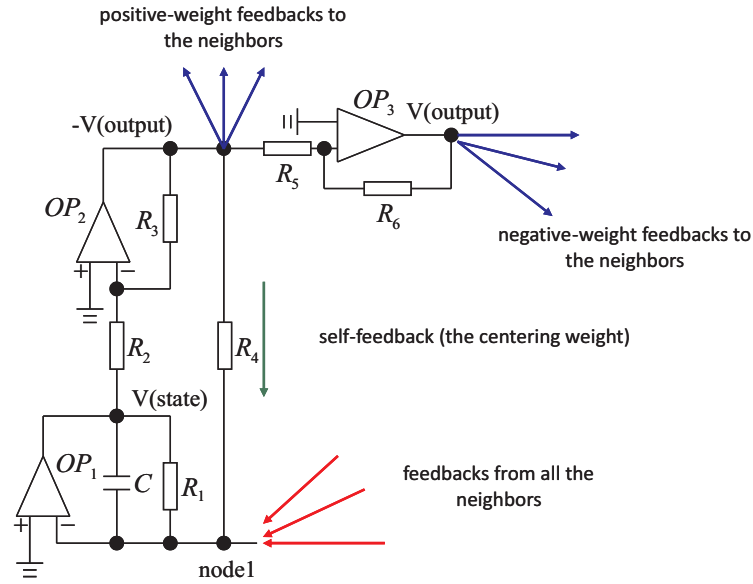 positive-weight feedbacks to
the neighbors
-V(output)
OP3
V(output)
R5
OP2
R3
R6
+ −
negative-weight feedbacks to
the neighbors
R2
R4
self-feedback (the centering weight)
V(state)
OP1
C
R1
feedbacks from all the
neighbors
+ −
node1